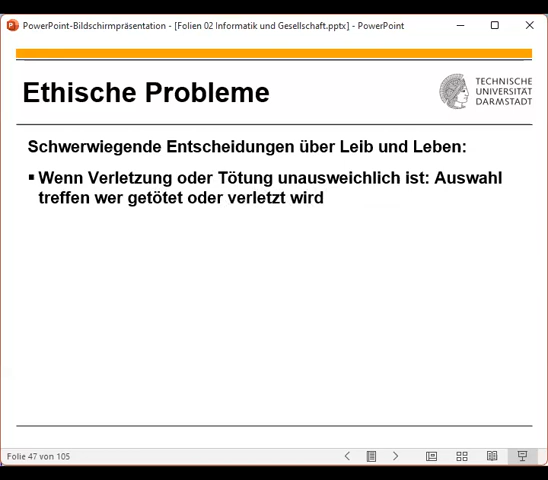 PowerPoint-Bildschirmpräsentation - [Folien 02 Informatik und Gesellschaft.pptx] - PowerPoint
Ethische Probleme
TECHNISCHE
UNIVERSITÄT
DARMSTADT
Schwerwiegende Entscheidungen über Leib und Leben:
▪ Wenn Verletzung oder Tötung unausweichlich ist: Auswahl
treffen wer getötet oder verletzt wird
Folie 47 von 105